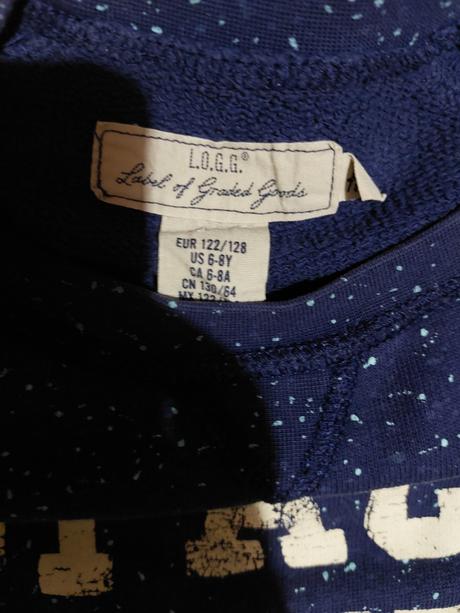 L.O.G.G.®
Label of Graded Goods
EUR 122/128
US 6-8Y
CA 6-8A
CN 130/64